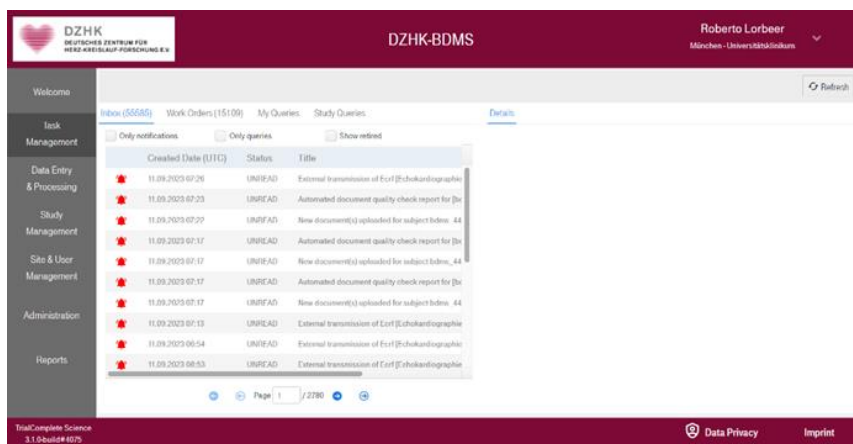 DZHK
DEUTSCHES ZENTRUM FÜR
HERZ-KREISLAUF-FORSCHUNG E.V.
DZHK-BDMS
Roberto Lorbeer
München - Universitätsklinikum
Welcome
Refresh
Inbox (55585) Work Orders (15109) My Queries Study Queries
Details
Task
Management
Only notifications Only queries Show retired
Created Date (UTC) Status Title
Data Entry
& Processing
11.09.2023 07:26 UNREAD External transmission of Ecrf [Echokardiographie
11.09.2023 07:23 UNREAD Automated document quality check report for [bd
11.09.2023 07:22 UNREAD New document(s) uploaded for subject bdms_44
Study
Management
11.09.2023 07:17 UNREAD Automated document quality check report for [bd
11.09.2023 07:17 UNREAD New document(s) uploaded for subject bdms_44
Site & User
Management
11.09.2023 07:17 UNREAD Automated document quality check report for [bd
11.09.2023 07:17 UNREAD New document(s) uploaded for subject bdms_44
Administration
11.09.2023 07:13 UNREAD External transmission of Ecrf [Echokardiographie
11.09.2023 06:54 UNREAD External transmission of Ecrf [Echokardiographie
Reports
11.09.2023 06:53 UNREAD External transmission of Ecrf [Echokardiographie
Page 1 / 2780
TrialComplete Science
3.1.0-build#4075
Data Privacy
Imprint